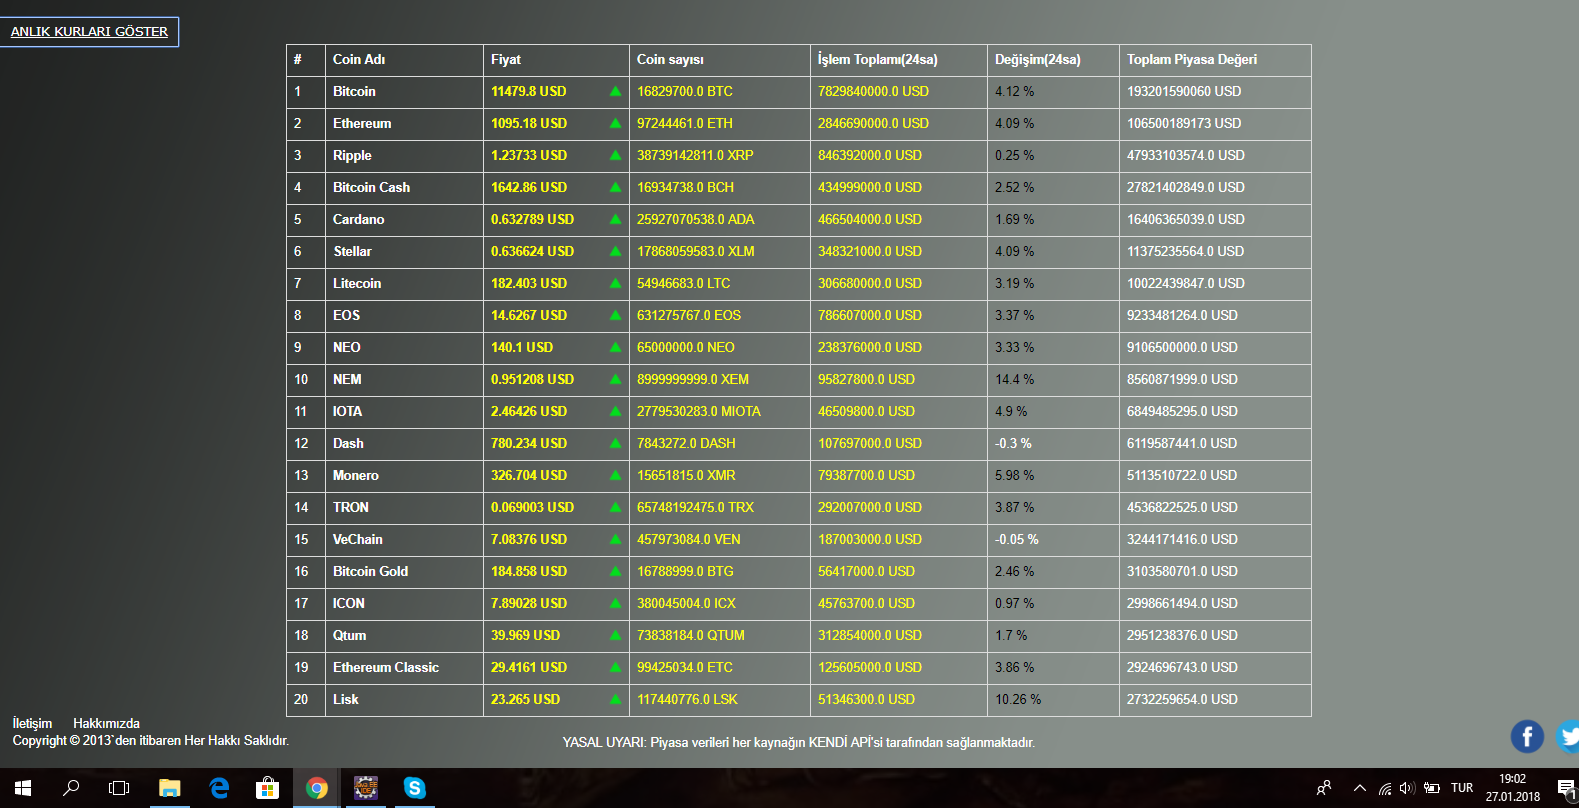 ANLIK KURLARI GÖSTER
# Coin Adı Fiyat Coin sayısı İşlem Toplamı(24sa) Değişim(24sa) Toplam Piyasa Değeri
1 Bitcoin 11479.8 USD 16829700.0 BTC 7829840000.0 USD 4.12 % 193201590060 USD
2 Ethereum 1095.18 USD 97244461.0 ETH 2846690000.0 USD 4.09 % 106500189173 USD
3 Ripple 1.23733 USD 38739142811.0 XRP 846392000.0 USD 0.25 % 47933103574.0 USD
4 Bitcoin Cash 1642.86 USD 16934738.0 BCH 434999000.0 USD 2.52 % 27821402849.0 USD
5 Cardano 0.632789 USD 25927070538.0 ADA 466504000.0 USD 1.69 % 16406365039.0 USD
6 Stellar 0.636624 USD 17868059583.0 XLM 348321000.0 USD 4.09 % 11375235564.0 USD
7 Litecoin 182.403 USD 54946683.0 LTC 306680000.0 USD 3.19 % 10022439847.0 USD
8 EOS 14.6267 USD 631275767.0 EOS 786607000.0 USD 3.37 % 9233481264.0 USD
9 NEO 140.1 USD 65000000.0 NEO 238376000.0 USD 3.33 % 9106500000.0 USD
10 NEM 0.951208 USD 8999999999.0 XEM 95827800.0 USD 14.4 % 8560871999.0 USD
11 IOTA 2.46426 USD 2779530283.0 MIOTA 46509800.0 USD 4.9 % 6849485295.0 USD
12 Dash 780.234 USD 7843272.0 DASH 107697000.0 USD -0.3 % 6119587441.0 USD
13 Monero 326.704 USD 15651815.0 XMR 79387700.0 USD 5.98 % 5113510722.0 USD
14 TRON 0.069003 USD 65748192475.0 TRX 292007000.0 USD 3.87 % 4536822525.0 USD
15 VeChain 7.08376 USD 457973084.0 VEN 187003000.0 USD -0.05 % 3244171416.0 USD
16 Bitcoin Gold 184.858 USD 16788999.0 BTG 56417000.0 USD 2.46 % 3103580701.0 USD
17 ICON 7.89028 USD 380045004.0 ICX 45763700.0 USD 0.97 % 2998661494.0 USD
18 Qtum 39.969 USD 73838184.0 QTUM 312854000.0 USD 1.7 % 2951238376.0 USD
19 Ethereum Classic 29.4161 USD 99425034.0 ETC 125605000.0 USD 3.86 % 2924696743.0 USD
20 Lisk 23.265 USD 117440776.0 LSK 51346300.0 USD 10.26 % 2732259654.0 USD
İletişim Hakkımızda
Copyright © 2013`den itibaren Her Hakkı Saklıdır.
YASAL UYARI: Piyasa verileri her kaynağın KENDİ APİ'si tarafından sağlanmaktadır.
TUR
19:02
27.01.2018
1